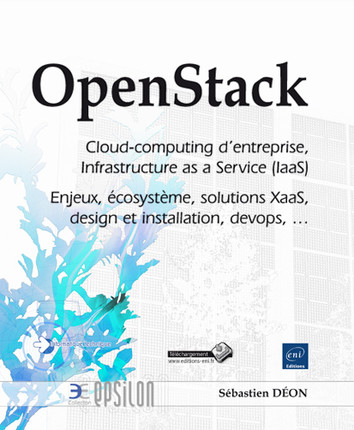 OpenStack
Cloud-computing d'entreprise,
Infrastructure as a Service (IaaS)
Enjeux, écosystème, solutions XaaS,
design et installation, devops, …
Téléchargement
www.editions-eni.fr
eni
Editions
Collection
epsilon
Sébastien DÉON